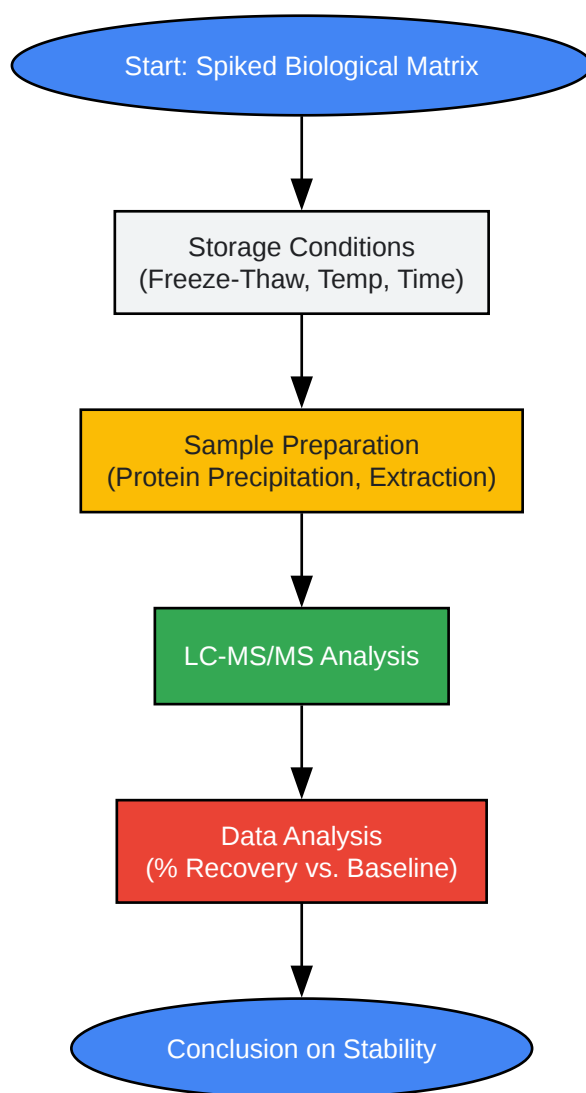 Start: Spiked Biological Matrix
Storage Conditions
(Freeze-Thaw, Temp, Time)
Sample Preparation
(Protein Precipitation, Extraction)
LC-MS/MS Analysis
Data Analysis
(% Recovery vs. Baseline)
Conclusion on Stability